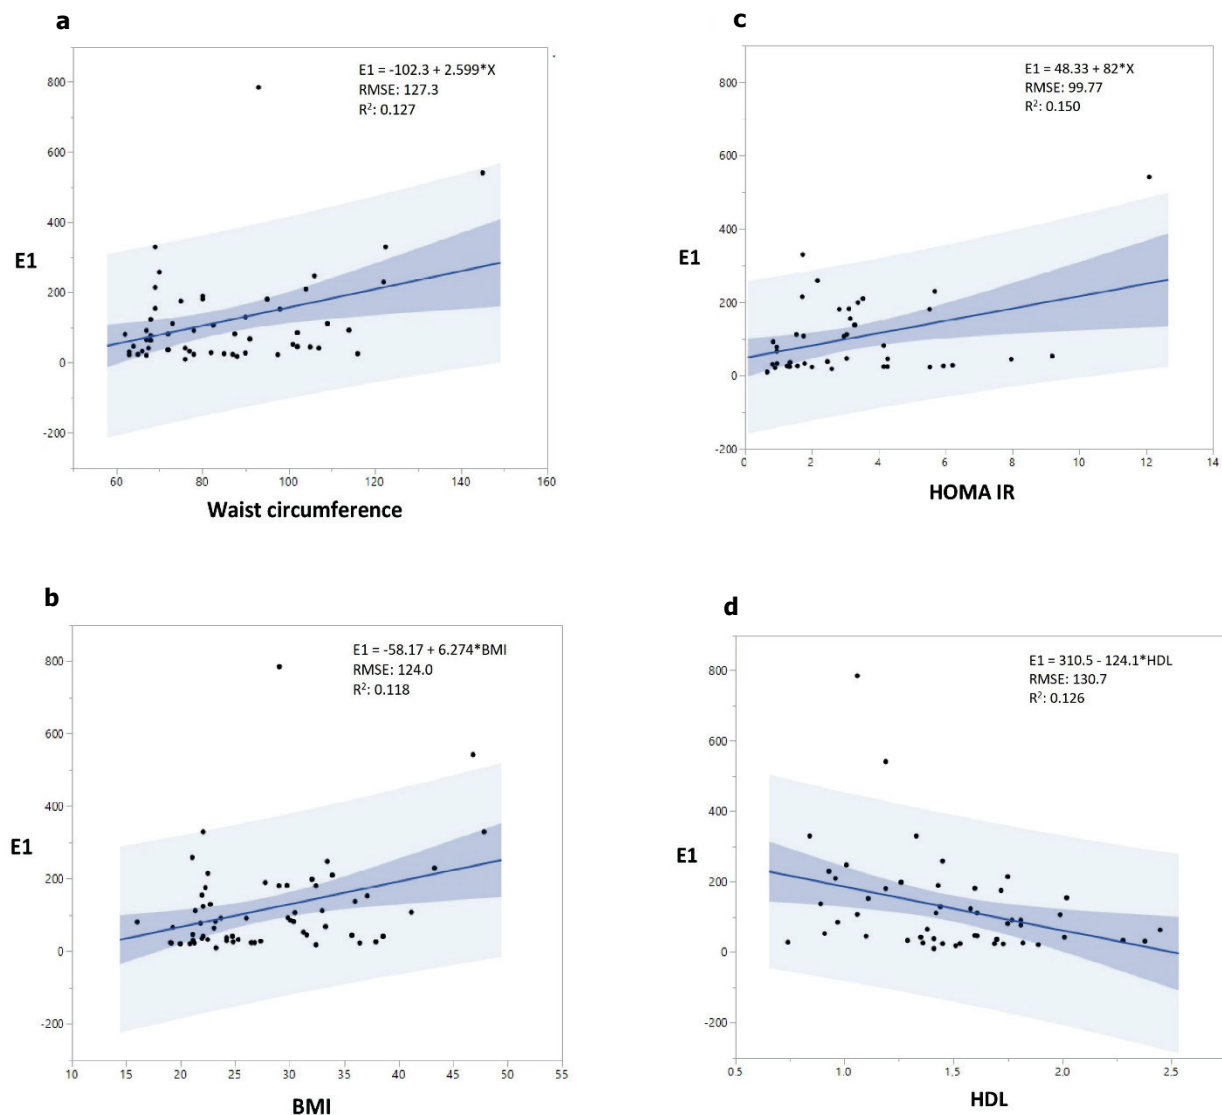 a
E1 = -102.3 + 2.599*X
RMSE: 127.3
R²: 0.127
800
600
400
200
0
-200
E1
60
80
100
120
140
160
Waist circumference
c
E1 = 48.33 + 82*X
RMSE: 99.77
R²: 0.150
800
600
400
200
0
-200
E1
0
2
4
6
8
10
12
14
HOMA IR
b
E1 = -58.17 + 6.274*BMI
RMSE: 124.0
R²: 0.118
800
600
400
200
0
-200
E1
10
15
20
25
30
35
40
45
50
55
BMI
d
E1 = 310.5 - 124.1*HDL
RMSE: 130.7
R²: 0.126
800
600
400
200
0
-200
E1
0.5
1.0
1.5
2.0
2.5
HDL